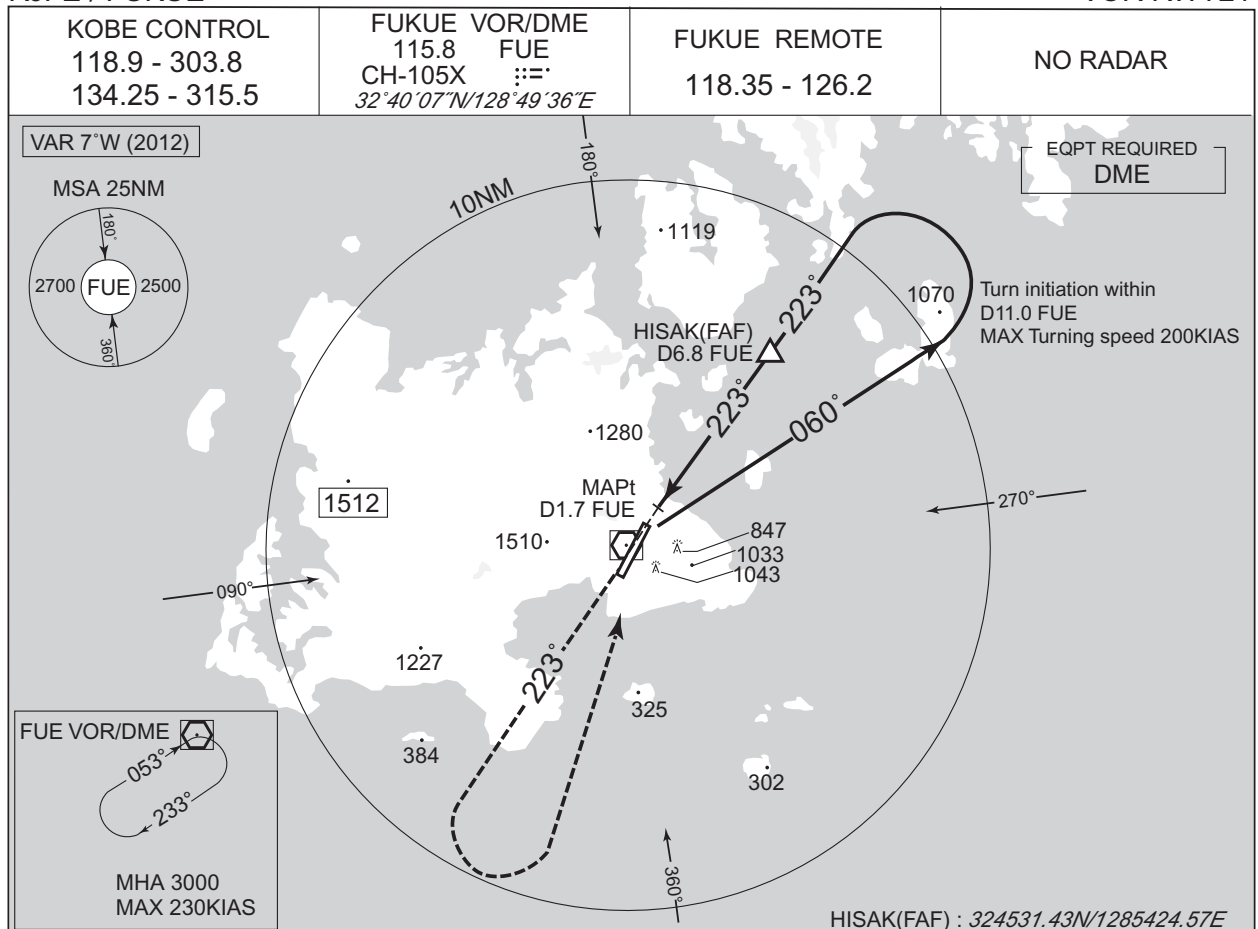 KOBE CONTROL
118.9 - 303.8
134.25 - 315.5
FUKUE VOR/DME
115.8 FUE
CH-105X
32°40´07˝N/128°49´36˝E
FUKUE REMOTE
118.35 - 126.2
NO RADAR
VAR 7˚W (2012)
MSA 25NM
180°
2700
FUE
2500
360°
EQPT REQUIRED
DME
180°
10NM
1119
223°
1070
Turn initiation within
D11.0 FUE
MAX Turning speed 200KIAS
HISAK(FAF)
D6.8 FUE
223°
060°
1280
1512
MAPt
D1.7 FUE
270°
1510
847
1033
1043
090°
1227
223°
325
384
302
360°
FUE VOR/DME
053°
233°
MHA 3000
MAX 230KIAS
HISAK(FAF) : 324531.43N/1285424.57E